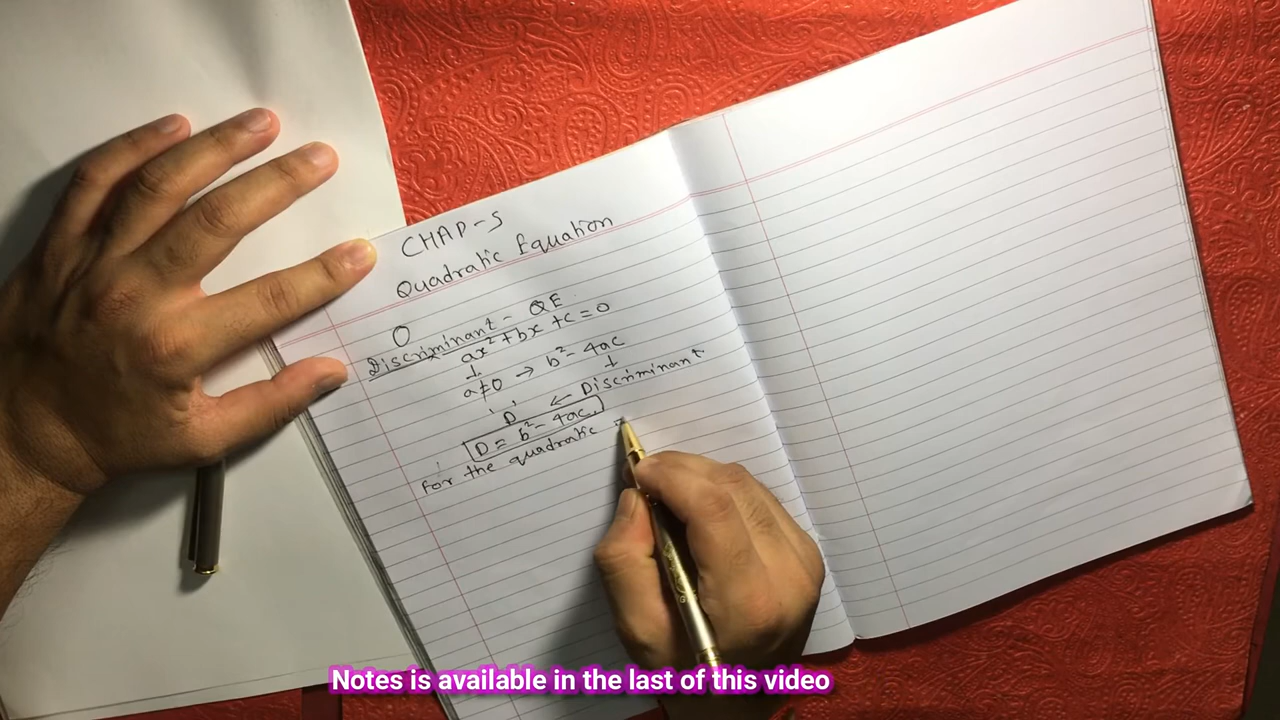 CHAP-5
Quadratic Equation
Discriminant - QE
ax² + bx + c = 0
↓
a≠0 → b² - 4ac
↓
'D' ← Discriminant
D = b² - 4ac.
For the quadratic
Notes is available in the last of this video